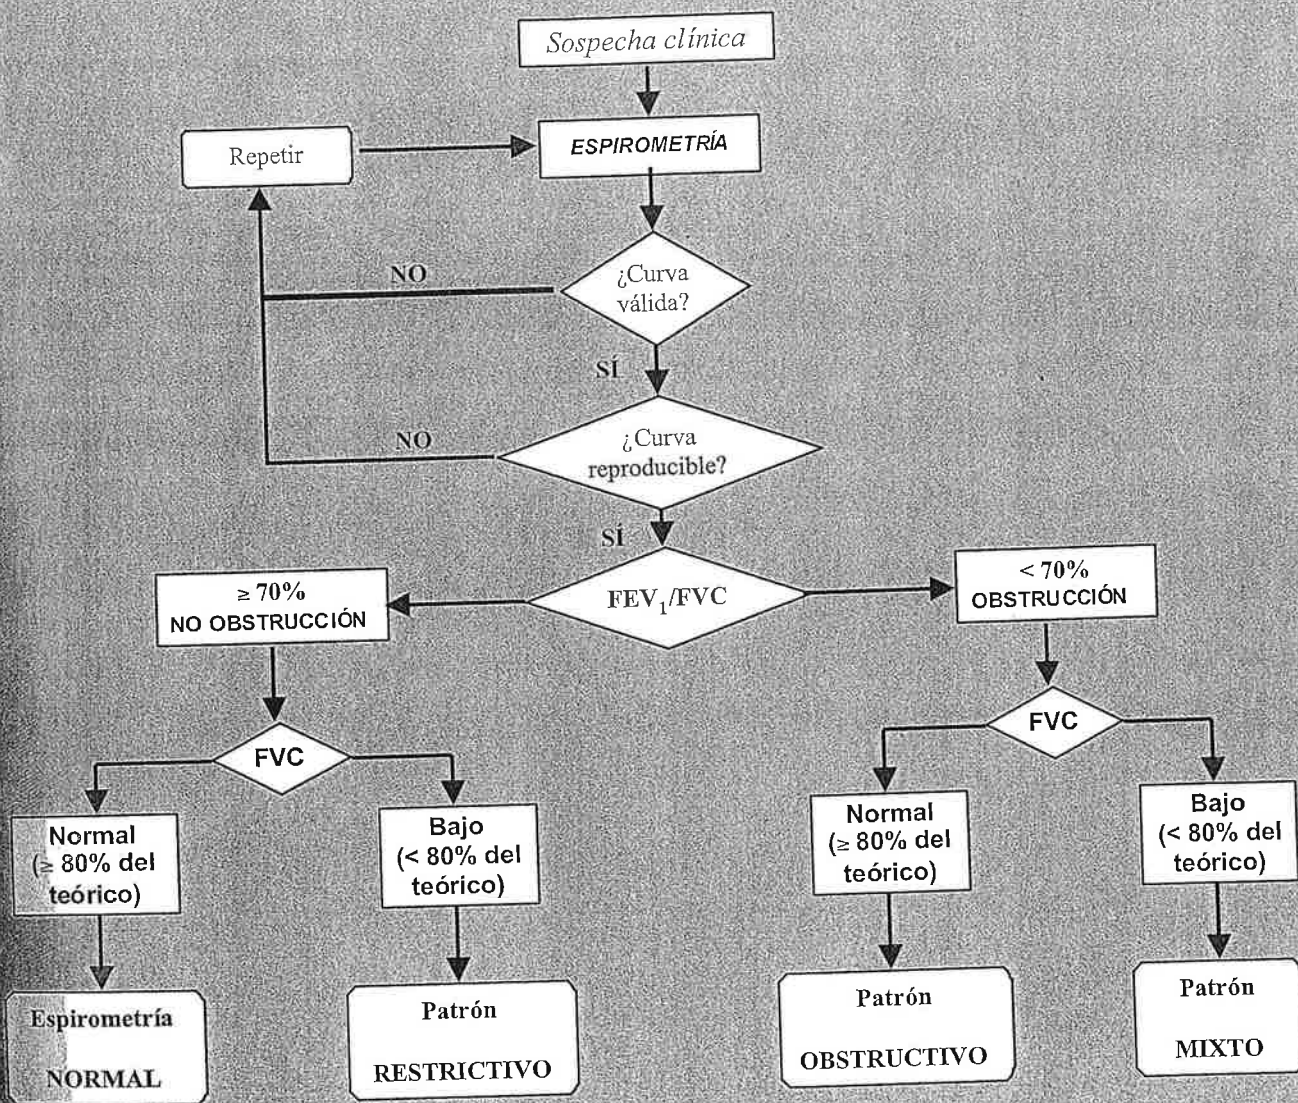 Sospecha clínica
ESPIROMETRÍA
Repetir
¿Curva
válida?
NO
SÍ
¿Curva
reproducible?
NO
SÍ
FEV₁/FVC
≥ 70%
NO OBSTRUCCIÓN
< 70%
OBSTRUCCIÓN
FVC
FVC
Normal
(≥ 80% del
teórico)
Bajo
(< 80% del
teórico)
Normal
(≥ 80% del
teórico)
Bajo
(< 80% del
teórico)
Espirometría
NORMAL
Patrón
RESTRICTIVO
Patrón
OBSTRUCTIVO
Patrón
MIXTO